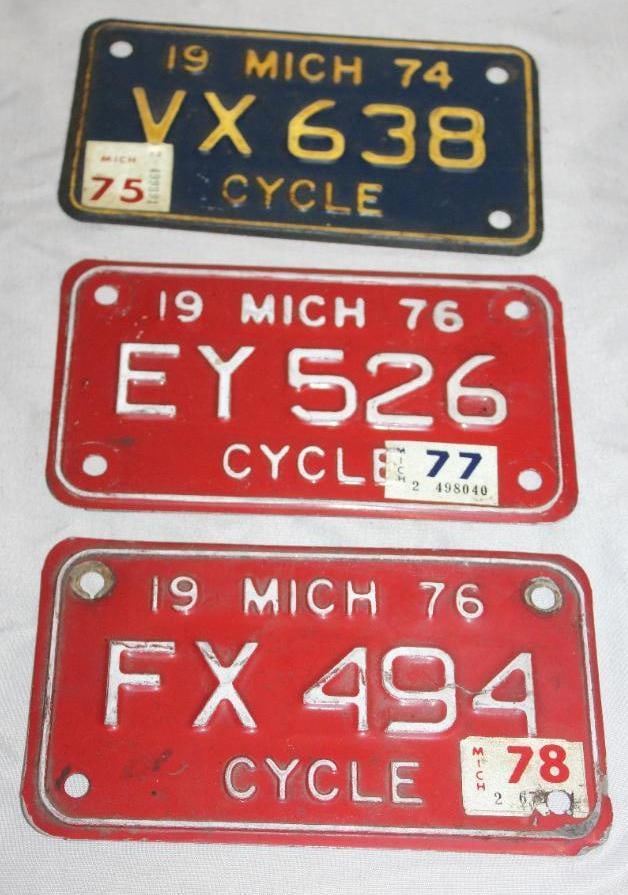 19 MICH 74
VX 638
MICH
75
CYCLE
19 MICH 76
EY 526
CYCLE
MICH 77
2 498040
19 MICH 76
FX 494
CYCLE
MICH 78
2